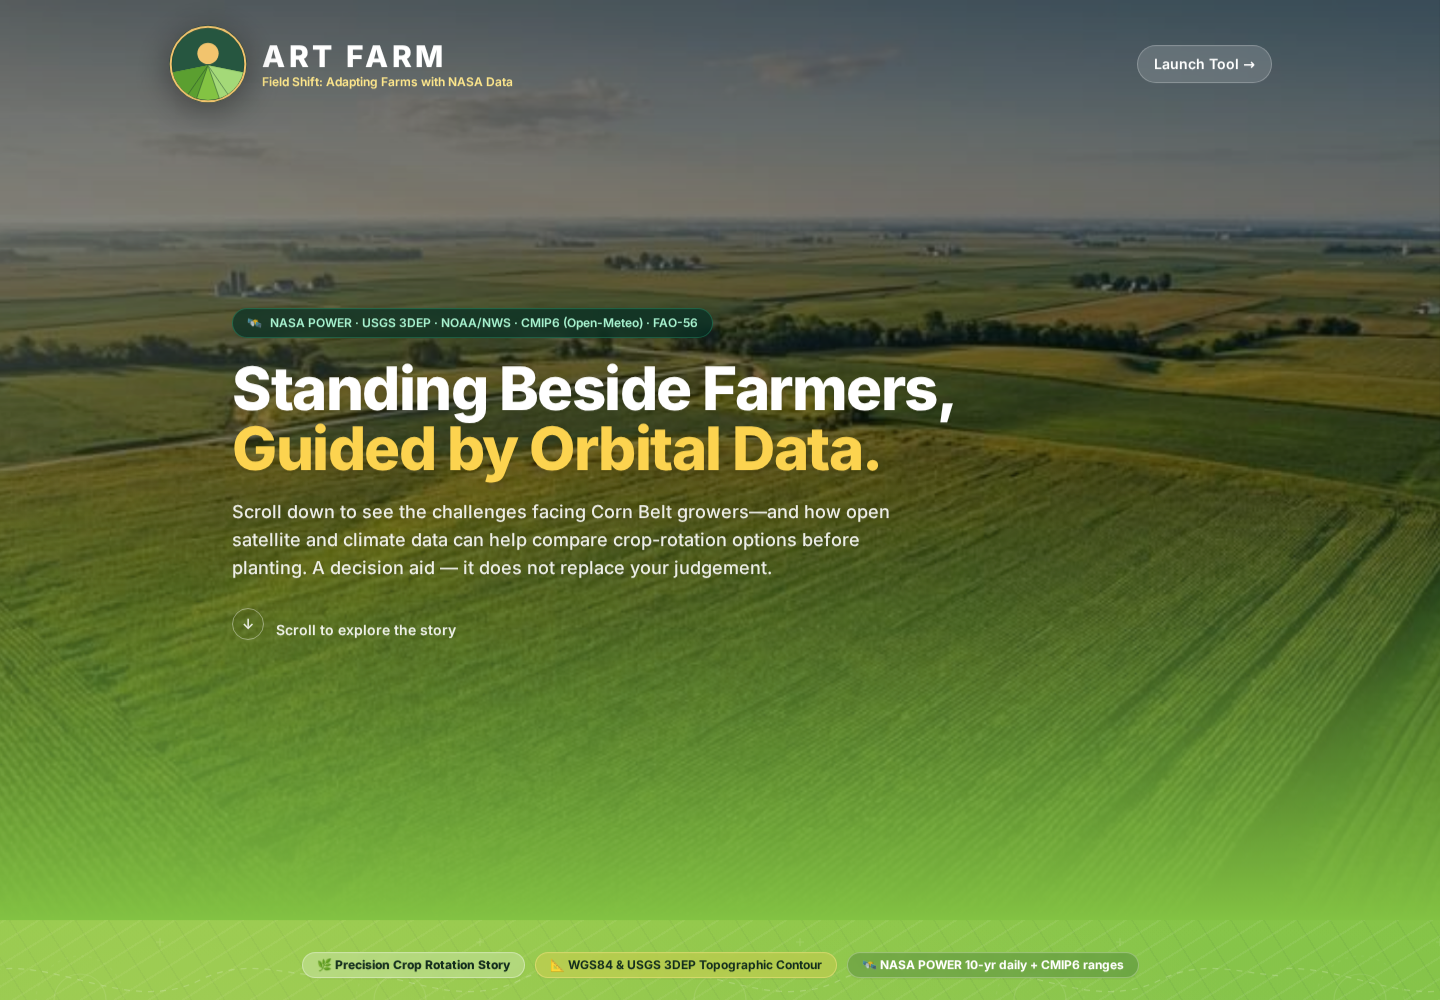 ART FARM
Field Shift: Adapting Farms with NASA Data
Launch Tool →
NASA POWER · USGS 3DEP · NOAA/NWS · CMIP6 (Open-Meteo) · FAO-56
Standing Beside Farmers,
Guided by Orbital Data.
Scroll down to see the challenges facing Corn Belt growers—and how open
satellite and climate data can help compare crop-rotation options before
planting. A decision aid — it does not replace your judgement.
↓ Scroll to explore the story
🌿 Precision Crop Rotation Story
📐 WGS84 & USGS 3DEP Topographic Contour
🛰️ NASA POWER 10-yr daily + CMIP6 ranges